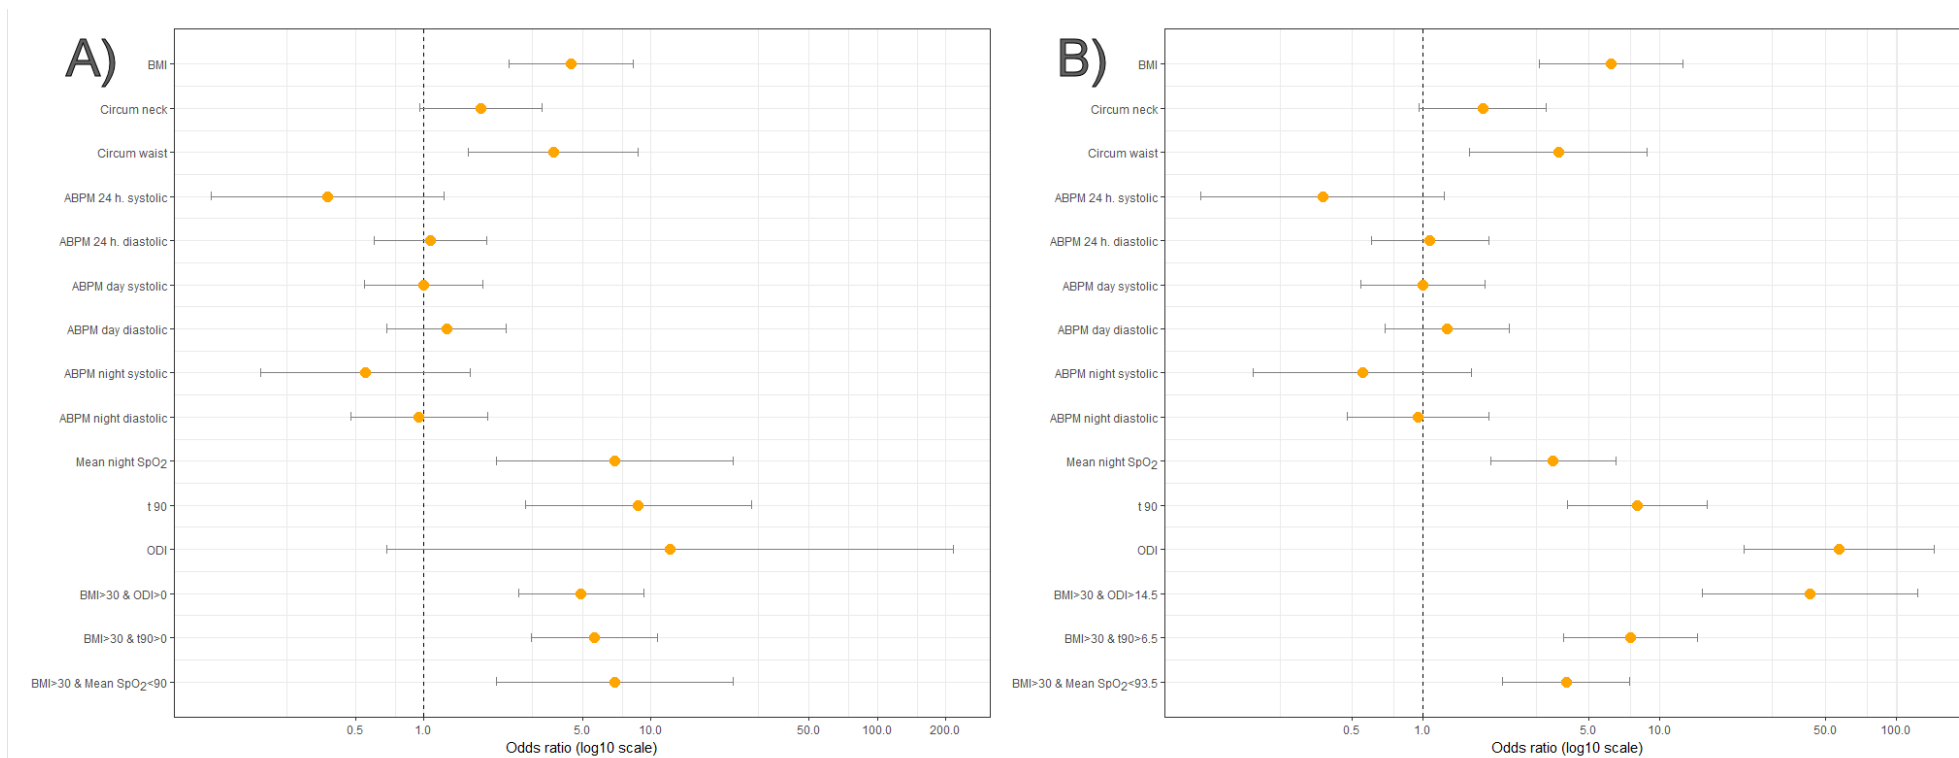 A)
BMI
Circum neck
Circum waist
ABPM 24 h. systolic
ABPM 24 h. diastolic
ABPM day systolic
ABPM day diastolic
ABPM night systolic
ABPM night diastolic
Mean night SpO2
t 90
ODI
BMI>30 & ODI>0
BMI>30 & t90>0
BMI>30 & Mean SpO2<90
0.5 1.0 5.0 10.0 50.0 100.0 200.0
Odds ratio (log10 scale)
B)
BMI
Circum neck
Circum waist
ABPM 24 h. systolic
ABPM 24 h. diastolic
ABPM day systolic
ABPM day diastolic
ABPM night systolic
ABPM night diastolic
Mean night SpO2
t 90
ODI
BMI>30 & ODI>14.5
BMI>30 & t90>6.5
BMI>30 & Mean SpO2<93.5
0.5 1.0 5.0 10.0 50.0 100.0
Odds ratio (log10 scale)